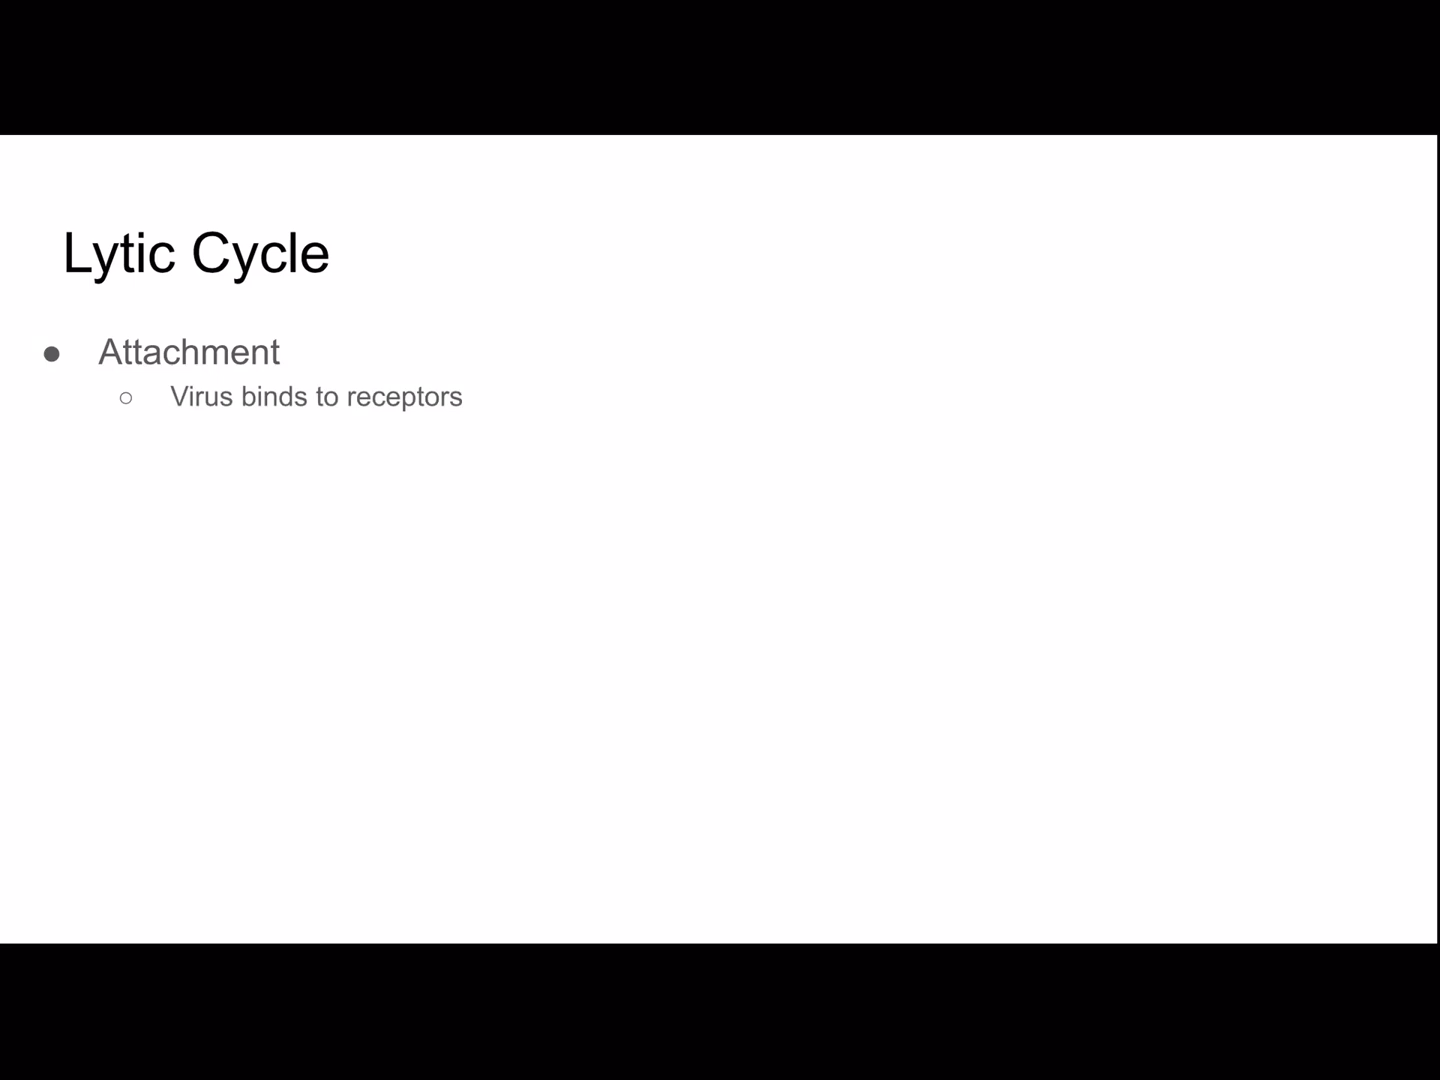 Lytic Cycle
● Attachment
○ Virus binds to receptors